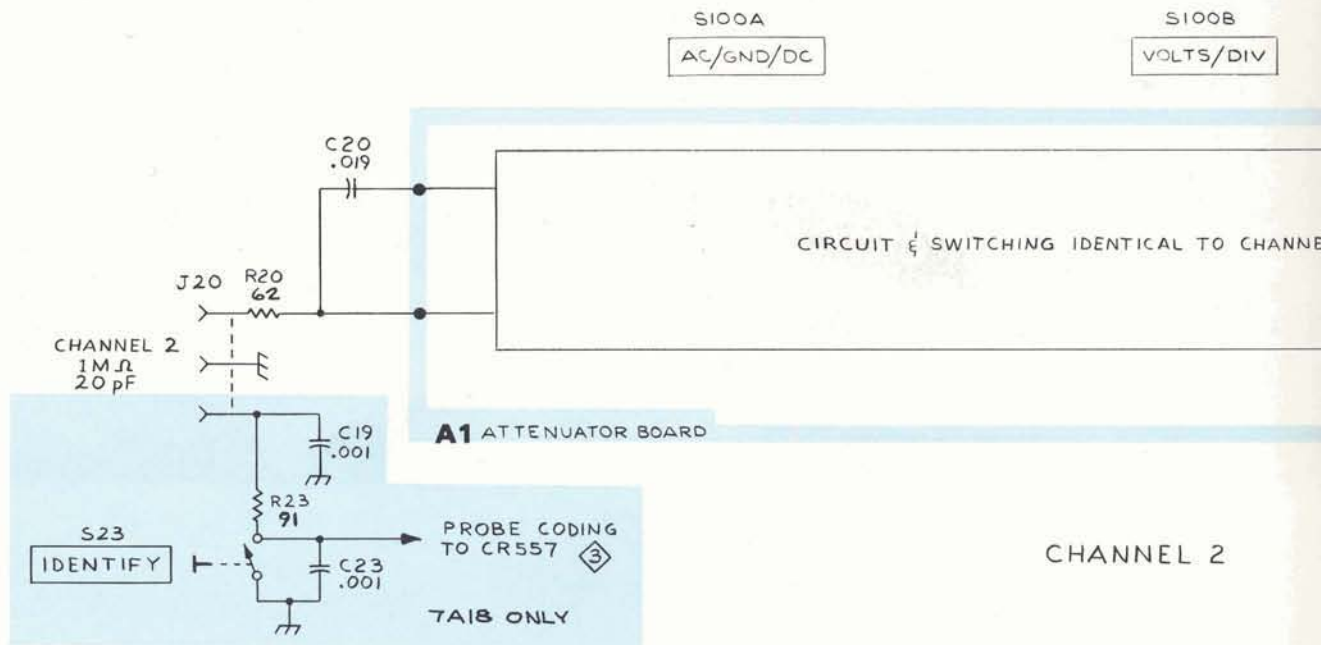 S100A
AC/GND/DC
S100B
VOLTS/DIV
C20
.019
CIRCUIT & SWITCHING IDENTICAL TO CHANNE
J20
R20
62
CHANNEL 2
1MΩ
20 pF
A1 ATTENUATOR BOARD
C19
.001
R23
91
S23
IDENTIFY
PROBE CODING
TO CR557 3
C23
.001
7A18 ONLY
CHANNEL 2